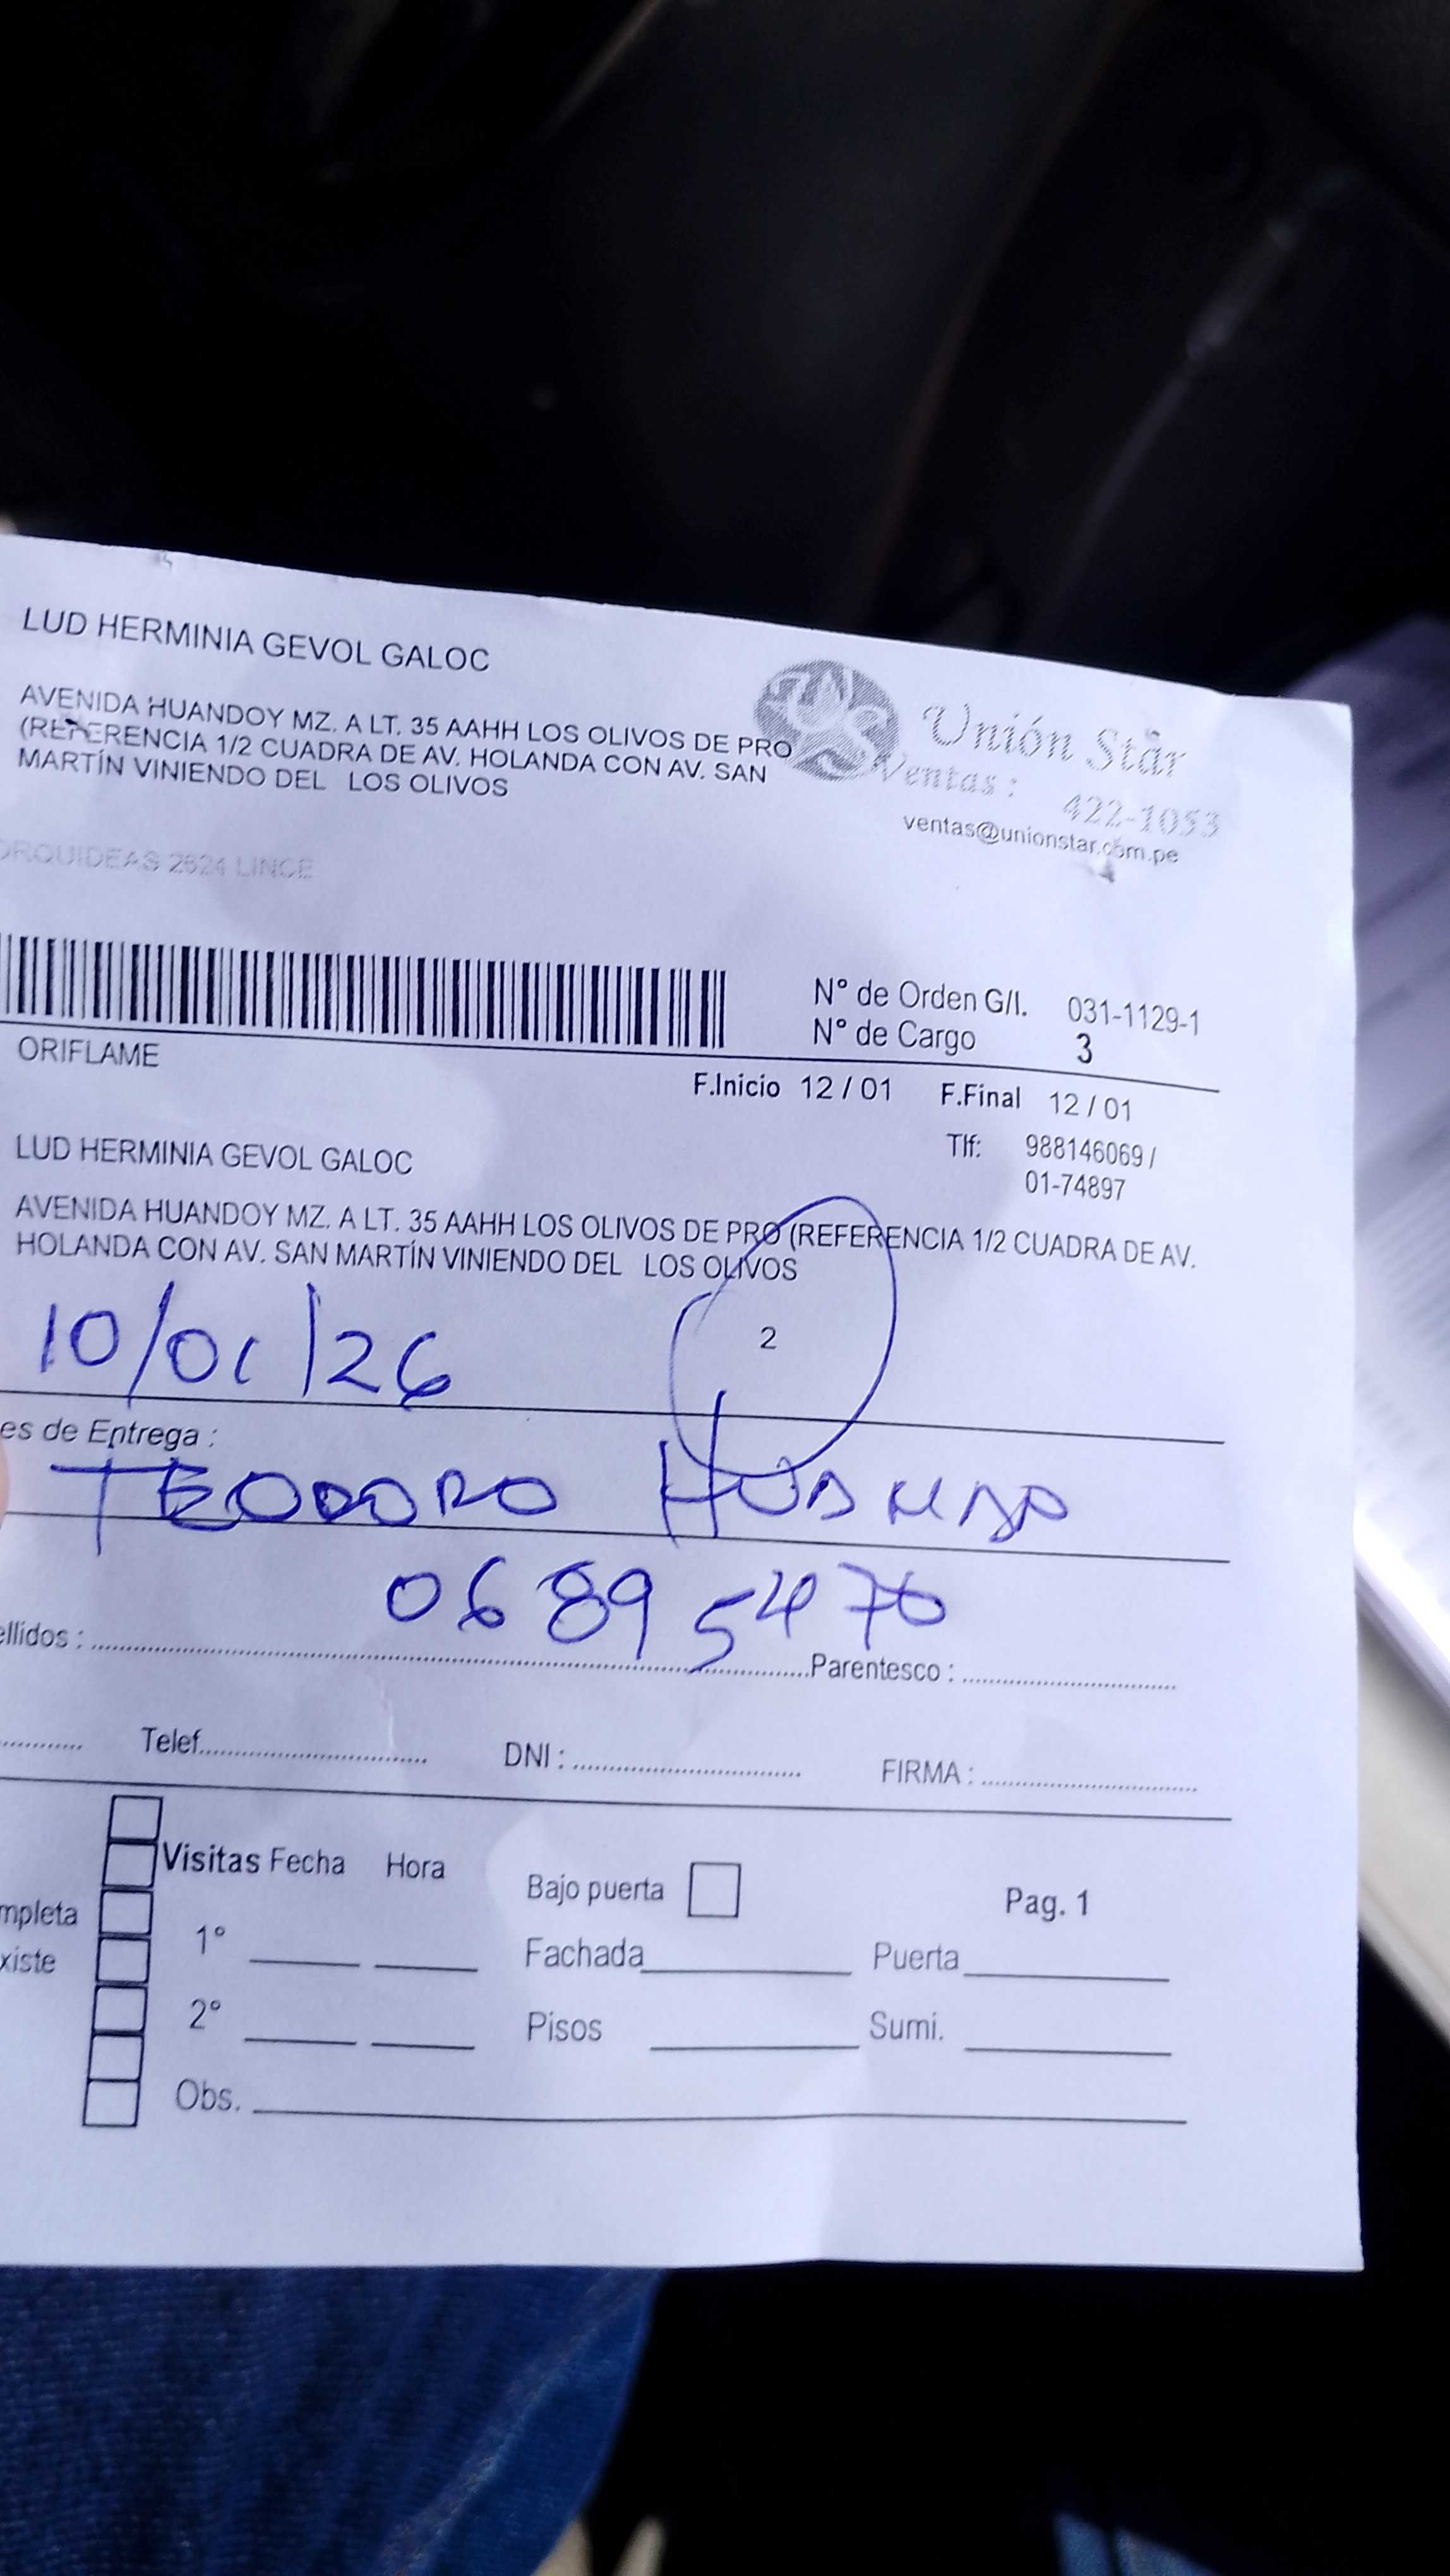 LUD HERMINIA GEVOL GALOC
AVENIDA HUANDOY MZ. A LT. 35 AAHH LOS OLIVOS DE PRO
(REFERENCIA 1/2 CUADRA DE AV. HOLANDA CON AV. SAN
MARTÍN VINIENDO DEL LOS OLIVOS
Unión Star
Ventas :
422-1053
ventas@unionstar.com.pe
ORQUIDEAS 2624 LINCE
N° de Orden G/I. 031-1129-1
N° de Cargo 3
ORIFLAME
F.Inicio 12 / 01 F.Final 12 / 01
Tlf: 988146069 /
01-74897
LUD HERMINIA GEVOL GALOC
AVENIDA HUANDOY MZ. A LT. 35 AAHH LOS OLIVOS DE PRO (REFERENCIA 1/2 CUADRA DE AV.
HOLANDA CON AV. SAN MARTÍN VINIENDO DEL LOS OLIVOS
10/01/26
2
es de Entrega :
TEODORO
06895470
ellidos : Parentesco :
Telef. DNI : FIRMA :
Visitas Fecha Hora
Bajo puerta
Pag. 1
mpleta
1°
Fachada Puerta
xiste
2°
Pisos Sumi.
Obs.